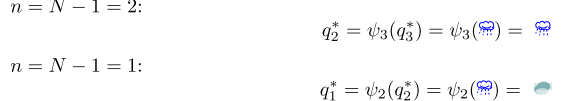 n = N − 1 = 2:
q₂* = ψ₃(q₃*) = ψ₃(🌧) = 🌧
n = N − 1 = 1:
q₁* = ψ₂(q₂*) = ψ₂(🌧) =